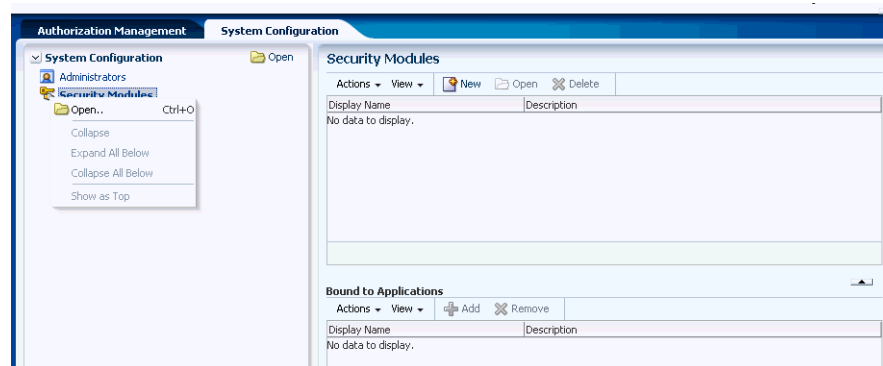 Authorization Management System Configuration
System Configuration Open
Administrators
Security Modules
Open.. Ctrl+O
Collapse
Expand All Below
Collapse All Below
Show as Top
Security Modules
Actions View New Open Delete
Display Name Description
No data to display.
Bound to Applications
Actions View Add Remove
Display Name Description
No data to display.